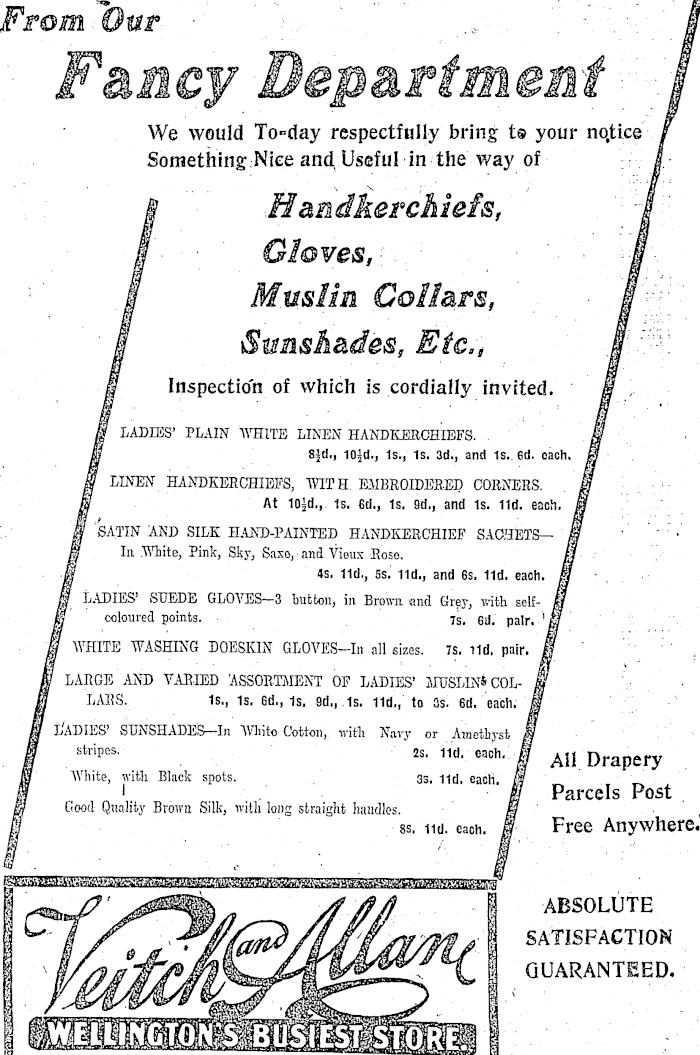 From Our
Fancy Department
We would To-day respectfully bring to your notice
Something Nice and Useful in the way of
Handkerchiefs,
Gloves,
Muslin Collars,
Sunshades, Etc.,
Inspection of which is cordially invited.
LADIES' PLAIN WHITE LINEN HANDKERCHIEFS.
8½d., 10½d., 1s., 1s. 3d., and 1s. 6d. each.
LINEN HANDKERCHIEFS, WITH EMBROIDERED CORNERS.
At 10½d., 1s. 6d., 1s. 9d., and 1s. 11d. each.
SATIN AND SILK HAND-PAINTED HANDKERCHIEF SACHETS—
In White, Pink, Sky, Saxe, and Vieux Rose.
4s. 11d., 5s. 11d., and 6s. 11d. each.
LADIES' SUEDE GLOVES—3 button, in Brown and Grey, with self-
coloured points. 7s. 6d. pair.
WHITE WASHING DOESKIN GLOVES—In all sizes. 7s. 11d. pair.
LARGE AND VARIED ASSORTMENT OF LADIES' MUSLIN COL-
LARS. 1s., 1s. 6d., 1s. 9d., 1s. 11d., to 3s. 6d. each.
LADIES' SUNSHADES—In White Cotton, with Navy or Amethyst
stripes. 2s. 11d. each.
White, with Black spots. 3s. 11d. each.
Good Quality Brown Silk, with long straight handles.
8s. 11d. each.
All Drapery
Parcels Post
Free Anywhere.
ABSOLUTE
SATISFACTION
GUARANTEED.
Veitch and Allan
WELLINGTON'S BUSIEST STORE.